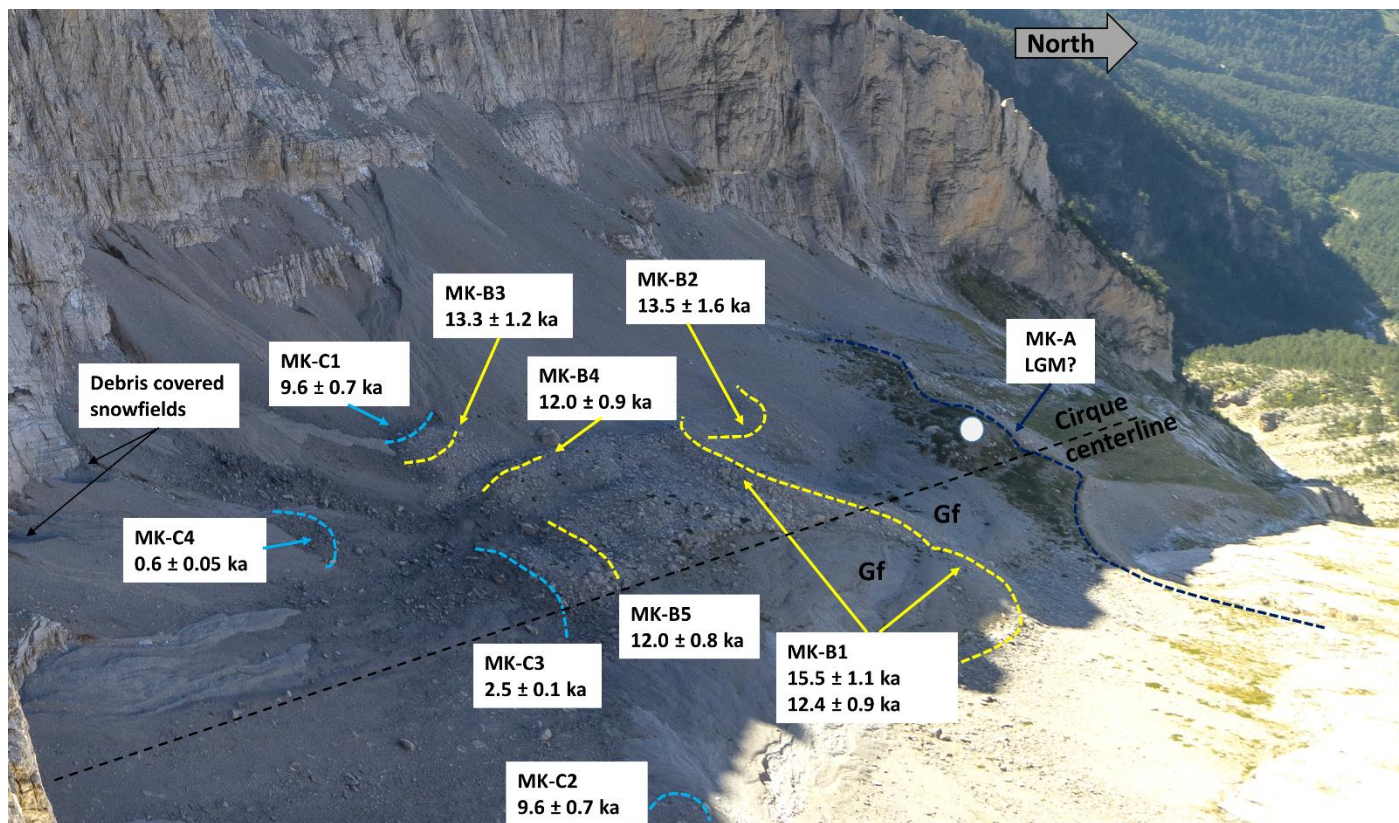 North
MK-B3
13.3 ± 1.2 ka
MK-B2
13.5 ± 1.6 ka
MK-A
LGM?
MK-C1
9.6 ± 0.7 ka
MK-B4
12.0 ± 0.9 ka
Debris covered
snowfields
Cirque
centerline
MK-C4
0.6 ± 0.05 ka
Gf
Gf
MK-B5
12.0 ± 0.8 ka
MK-C3
2.5 ± 0.1 ka
MK-B1
15.5 ± 1.1 ka
12.4 ± 0.9 ka
MK-C2
9.6 ± 0.7 ka